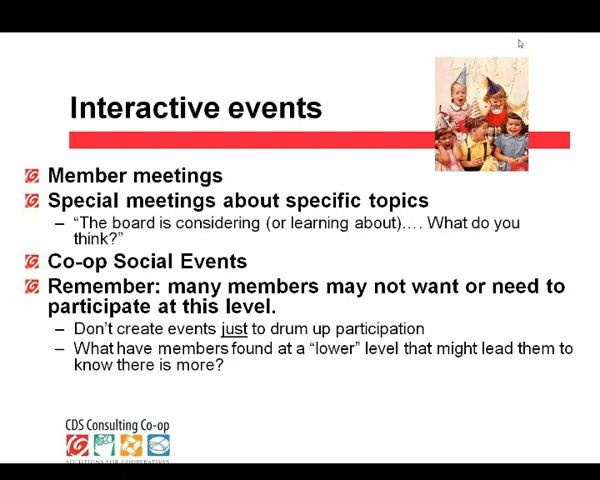 Interactive events
Member meetings
Special meetings about specific topics
– “The board is considering (or learning about)…. What do you
think?”
Co-op Social Events
Remember: many members may not want or need to
participate at this level.
– Don’t create events just to drum up participation
– What have members found at a “lower” level that might lead them to
know there is more?
CDS Consulting Co-op
SOLUTIONS FOR COOPERATIVES